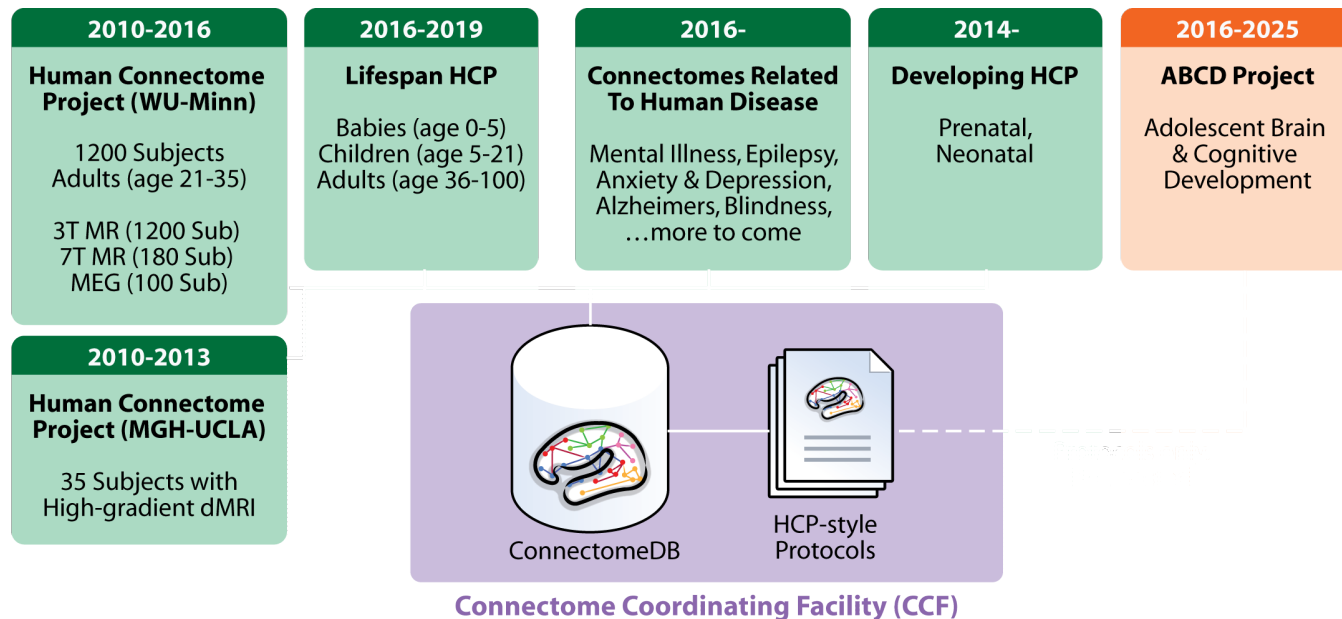 2010-2016
Human Connectome
Project (WU-Minn)
1200 Subjects
Adults (age 21-35)
3T MR (1200 Sub)
7T MR (180 Sub)
MEG (100 Sub)
2010-2013
Human Connectome
Project (MGH-UCLA)
35 Subjects with
High-gradient dMRI
2016-2019
Lifespan HCP
Babies (age 0-5)
Children (age 5-21)
Adults (age 36-100)
2016-
Connectomes Related
To Human Disease
Mental Illness, Epilepsy,
Anxiety & Depression,
Alzheimers, Blindness,
…more to come
2014-
Developing HCP
Prenatal,
Neonatal
2016-2025
ABCD Project
Adolescent Brain
& Cognitive
Development
ConnectomeDB
HCP-style
Protocols
Connectome Coordinating Facility (CCF)